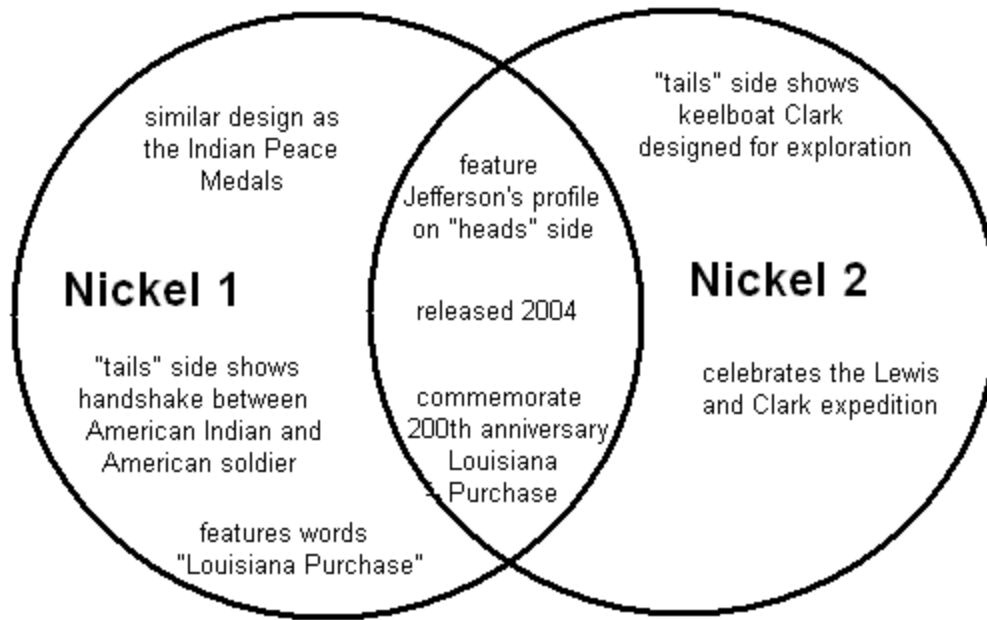 similar design as
the Indian Peace
Medals
Nickel 1
"tails" side shows
handshake between
American Indian and
American soldier
features words
"Louisiana Purchase"
feature
Jefferson's profile
on "heads" side
released 2004
commemorate
200th anniversary
Louisiana
Purchase
"tails" side shows
keelboat Clark
designed for exploration
Nickel 2
celebrates the Lewis
and Clark expedition